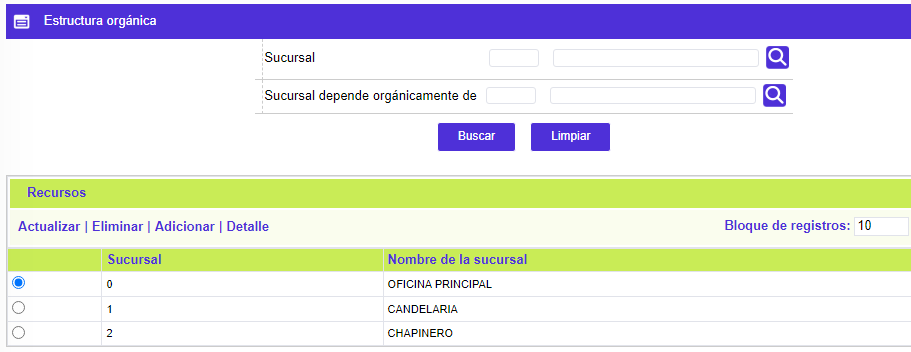 Estructura orgánica
Sucursal
Sucursal depende orgánicamente de
Buscar Limpiar
Recursos
Actualizar | Eliminar | Adicionar | Detalle Bloque de registros: 10
Sucursal Nombre de la sucursal
0 OFICINA PRINCIPAL
1 CANDELARIA
2 CHAPINERO